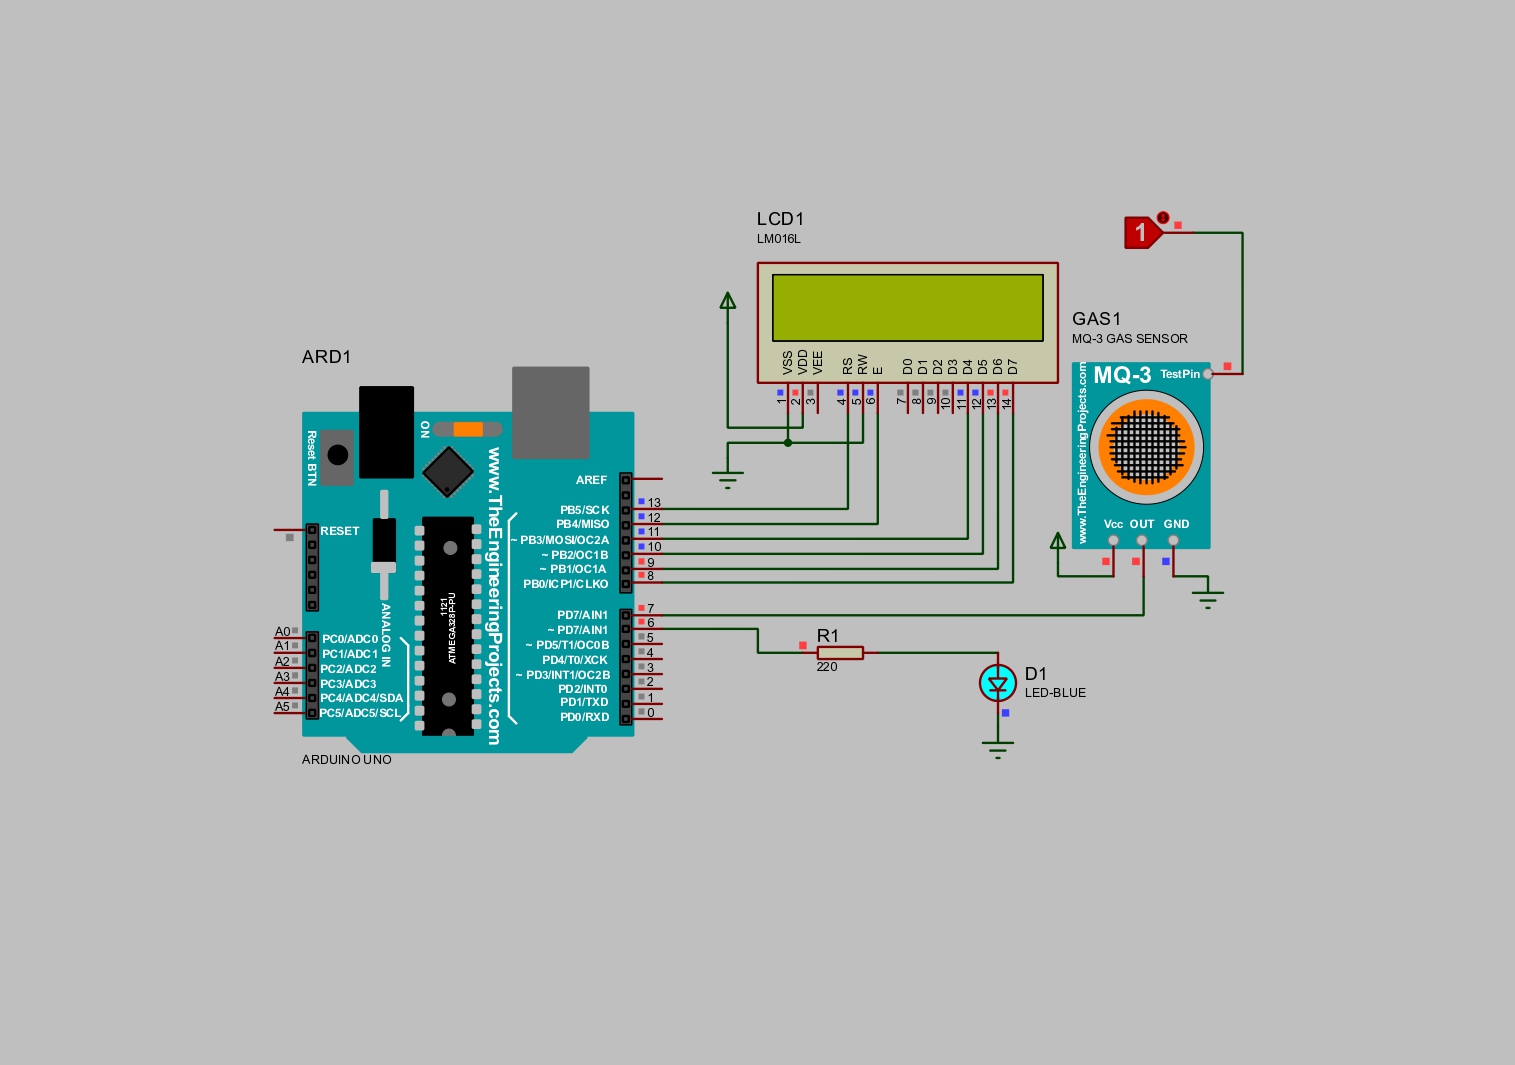 LCD1
LM016L
VSS
VDD
VEE
RS
RW
E
D0
D1
D2
D3
D4
D5
D6
D7
1
2
3
4
5
6
7
8
9
10
11
12
13
14
1
GAS1
MQ-3 GAS SENSOR
MQ-3
TestPin
www.TheEngineeringProjects.com
Vcc OUT GND
ARD1
Reset BTN
ON
www.TheEngineeringProjects.com
1121
ATMEGA328P-PU
ANALOG IN
RESET
A0 PC0/ADC0
A1 PC1/ADC1
A2 PC2/ADC2
A3 PC3/ADC3
A4 PC4/ADC4/SDA
A5 PC5/ADC5/SCL
AREF
PB5/SCK 13
PB4/MISO 12
~ PB3/MOSI/OC2A 11
~ PB2/OC1B 10
~ PB1/OC1A 9
PB0/ICP1/CLKO 8
PD7/AIN1 7
~ PD7/AIN1 6
~ PD5/T1/OC0B 5
PD4/T0/XCK 4
~ PD3/INT1/OC2B 3
PD2/INT0 2
PD1/TXD 1
PD0/RXD 0
ARDUINO UNO
R1
220
D1
LED-BLUE